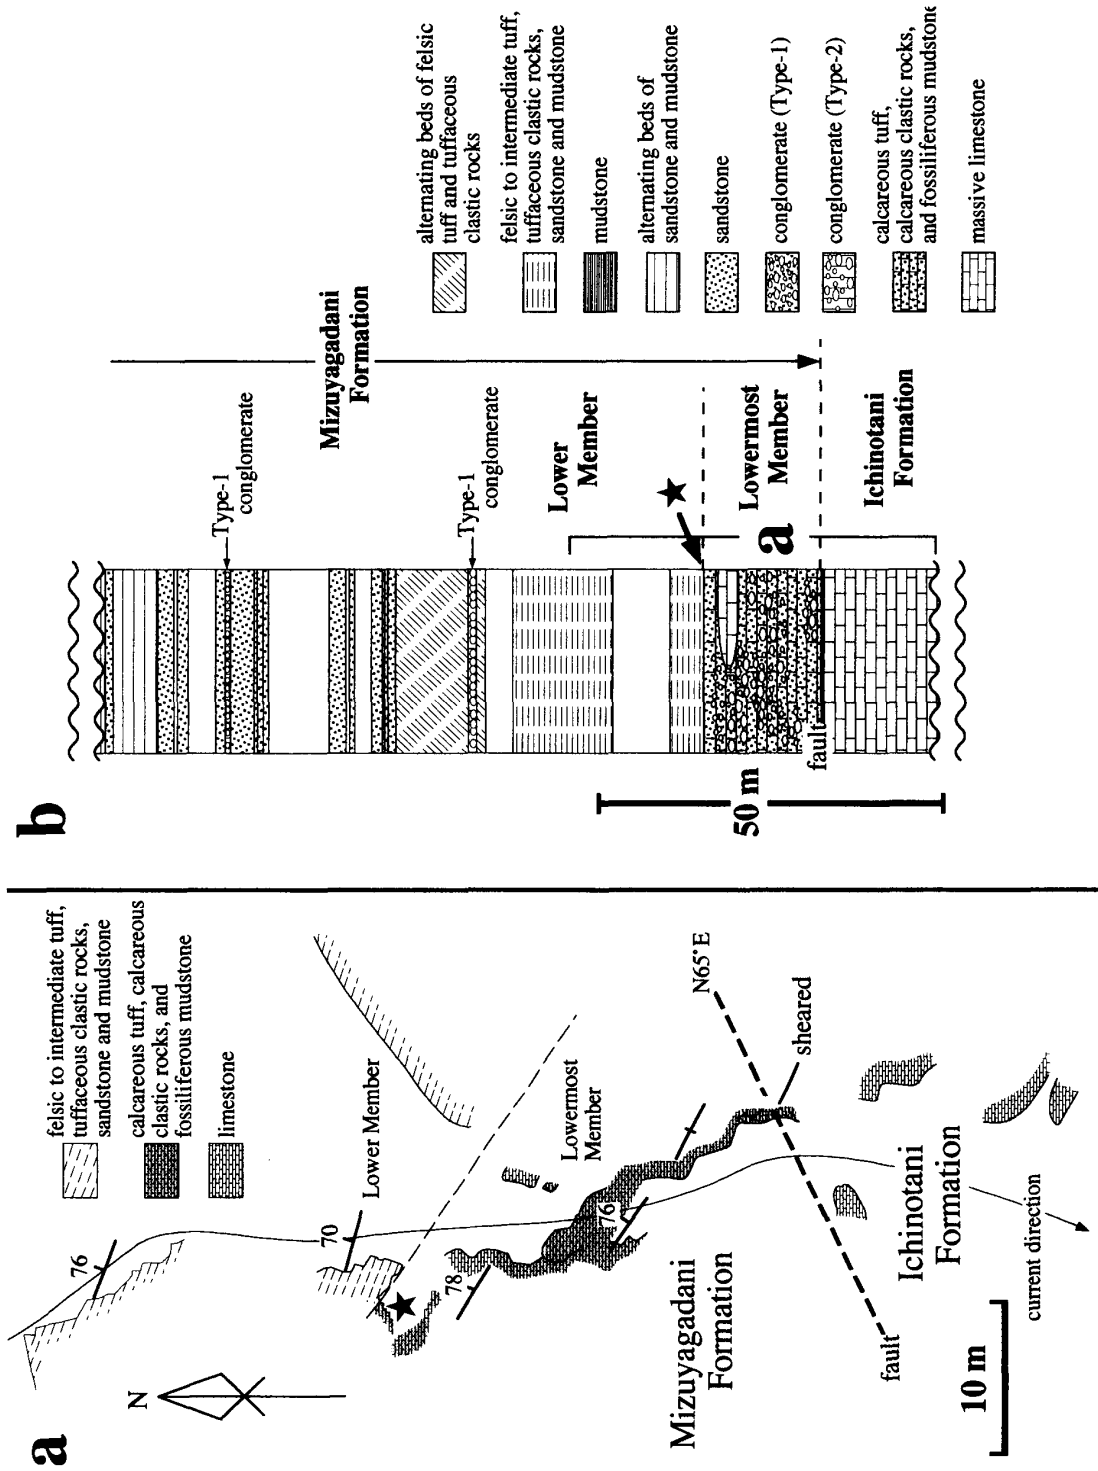 a
N
felsic to intermediate tuff,
tuffaceous clastic rocks,
sandstone and mudstone
calcareous tuff, calcareous
clastic rocks, and
fossiliferous mudstone
limestone
76
70
Lower Member
78
76
Lowermost
Member
Mizuyagadani
Formation
N65°E
sheared
fault
Ichinotani
Formation
current direction
10 m
b
Type-1
conglomerate
Type-1
conglomerate
Mizuyagadani
Formation
Lower
Member
Lowermost
Member
a
Ichinotani
Formation
fault
50 m
alternating beds of felsic
tuff and tuffaceous
clastic rocks
felsic to intermediate tuff,
tuffaceous clastic rocks,
sandstone and mudstone
mudstone
alternating beds of
sandstone and mudstone
sandstone
conglomerate (Type-1)
conglomerate (Type-2)
calcareous tuff,
calcareous clastic rocks,
and fossiliferous mudstone
massive limestone